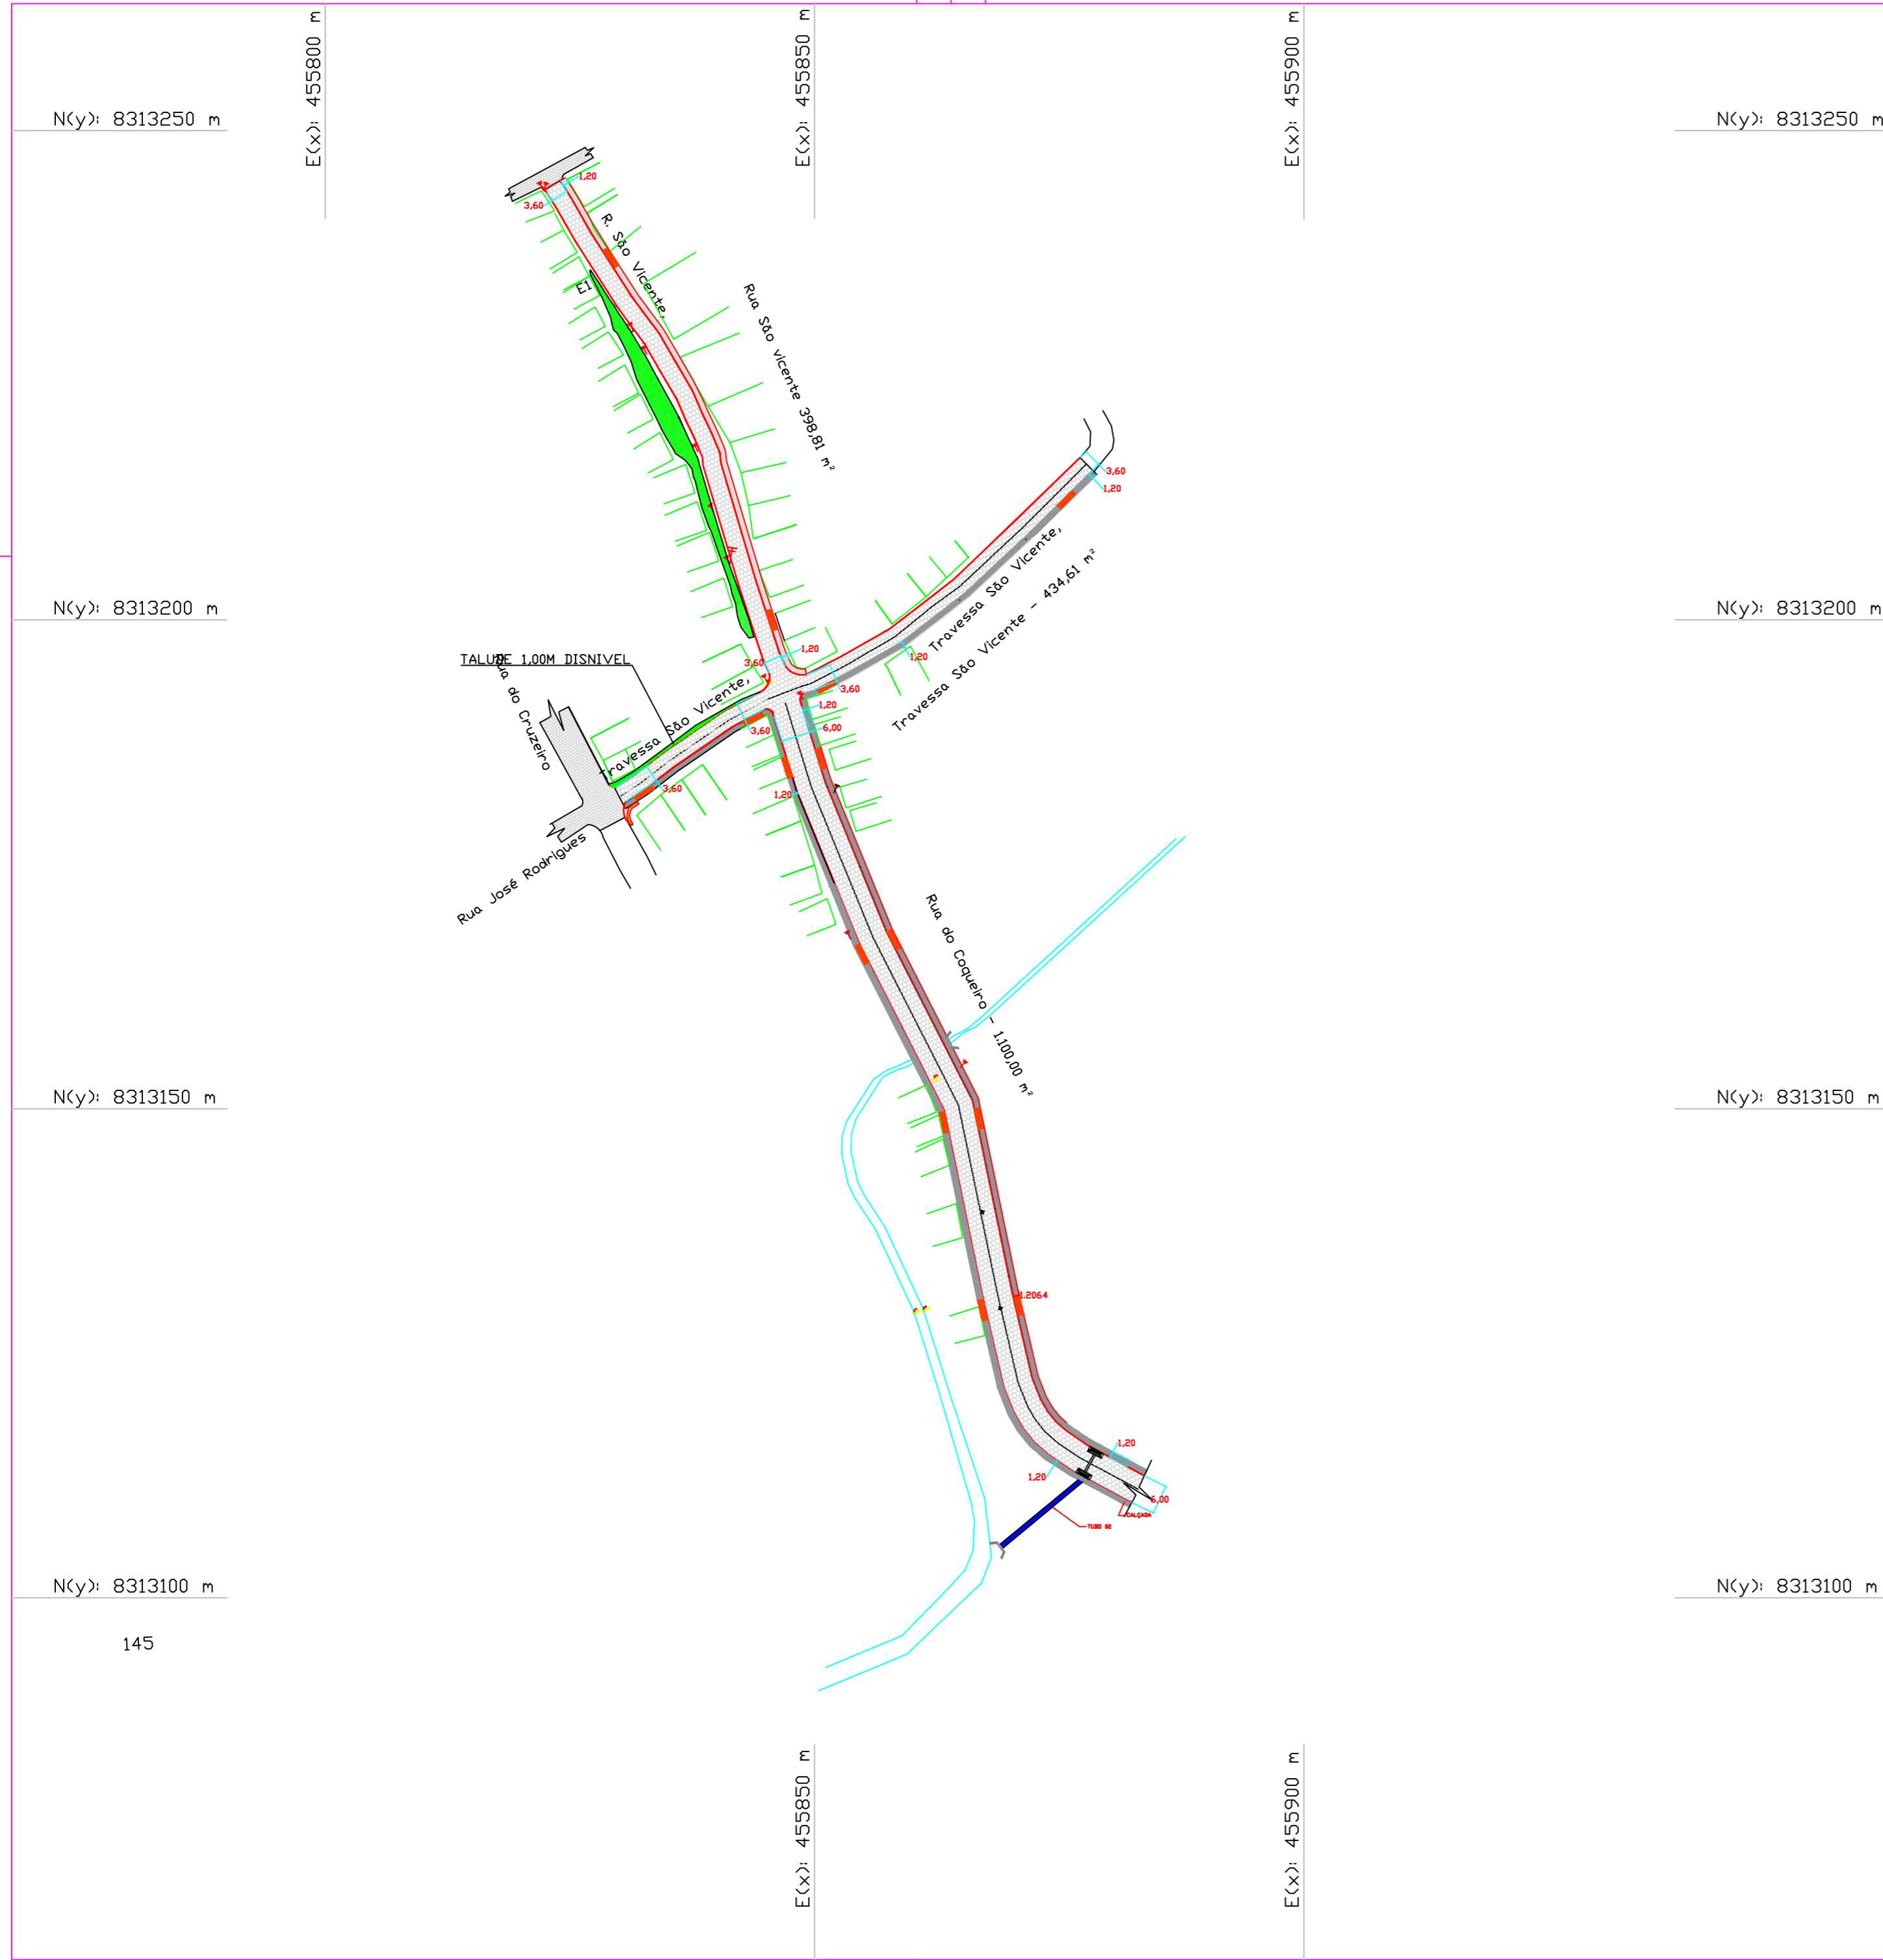 E(x): 455800 m
E(x): 455850 m
E(x): 455900 m
N(y): 8313250 m
N(y): 8313250 m
1,20
3,60
R. São Vicente,
E1
Rua São vicente 398,81 m²
3,60
1,20
Travessa São Vicente,
Travessa São Vicente - 434,61 m²
N(y): 8313200 m
N(y): 8313200 m
1,20
3,60
1,20
TALUDE 1,00M DISNIVEL
Rua do Cruzeiro
Travessa São Vicente,
3,60
1,20
3,60
6,00
3,60
1,20
Rua José Rodrigues
Rua do Coqueiro - 1.100,00 m²
N(y): 8313150 m
N(y): 8313150 m
1.2064
1,20
1,20
6,00
CALÇADA
TUBO 02
N(y): 8313100 m
N(y): 8313100 m
145
E(x): 455850 m
E(x): 455900 m